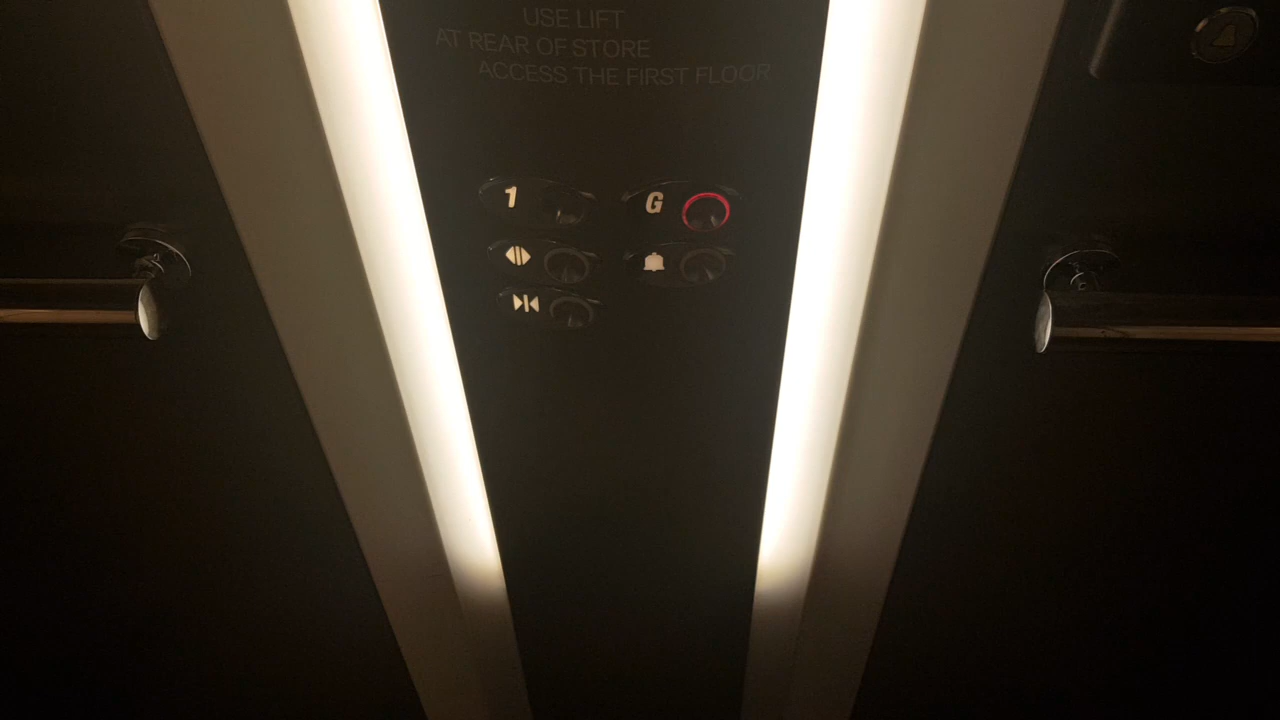 USE LIFT
AT REAR OF STORE
ACCESS THE FIRST FLOOR
1 G